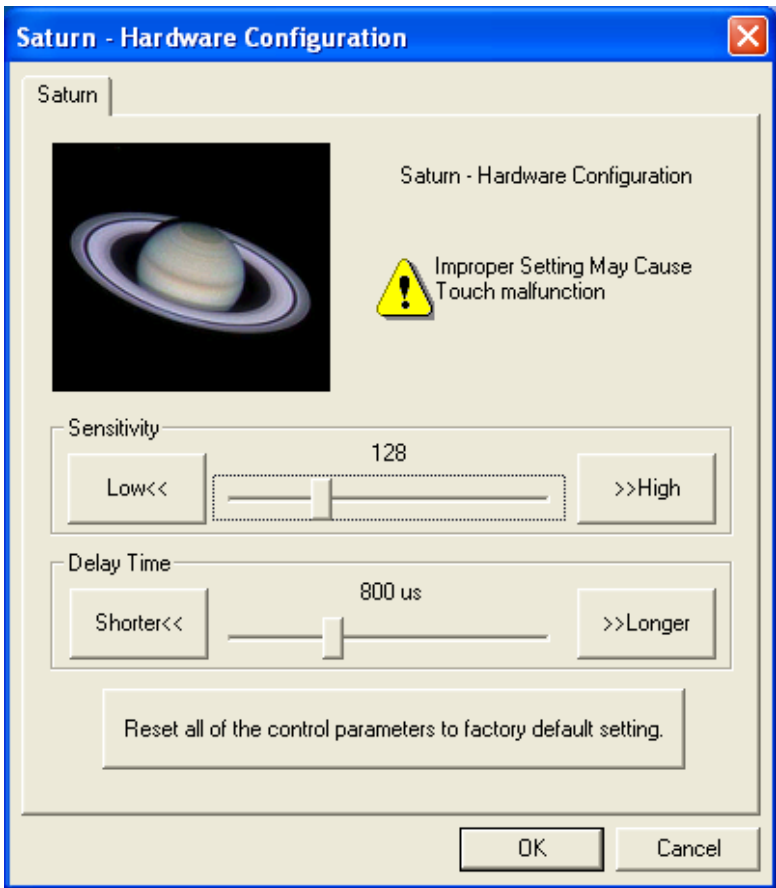 Saturn - Hardware Configuration
Saturn
Saturn - Hardware Configuration
Improper Setting May Cause
Touch malfunction
Sensitivity
128
Low<<
>>High
Delay Time
800 us
Shorter<<
>>Longer
Reset all of the control parameters to factory default setting.
OK
Cancel